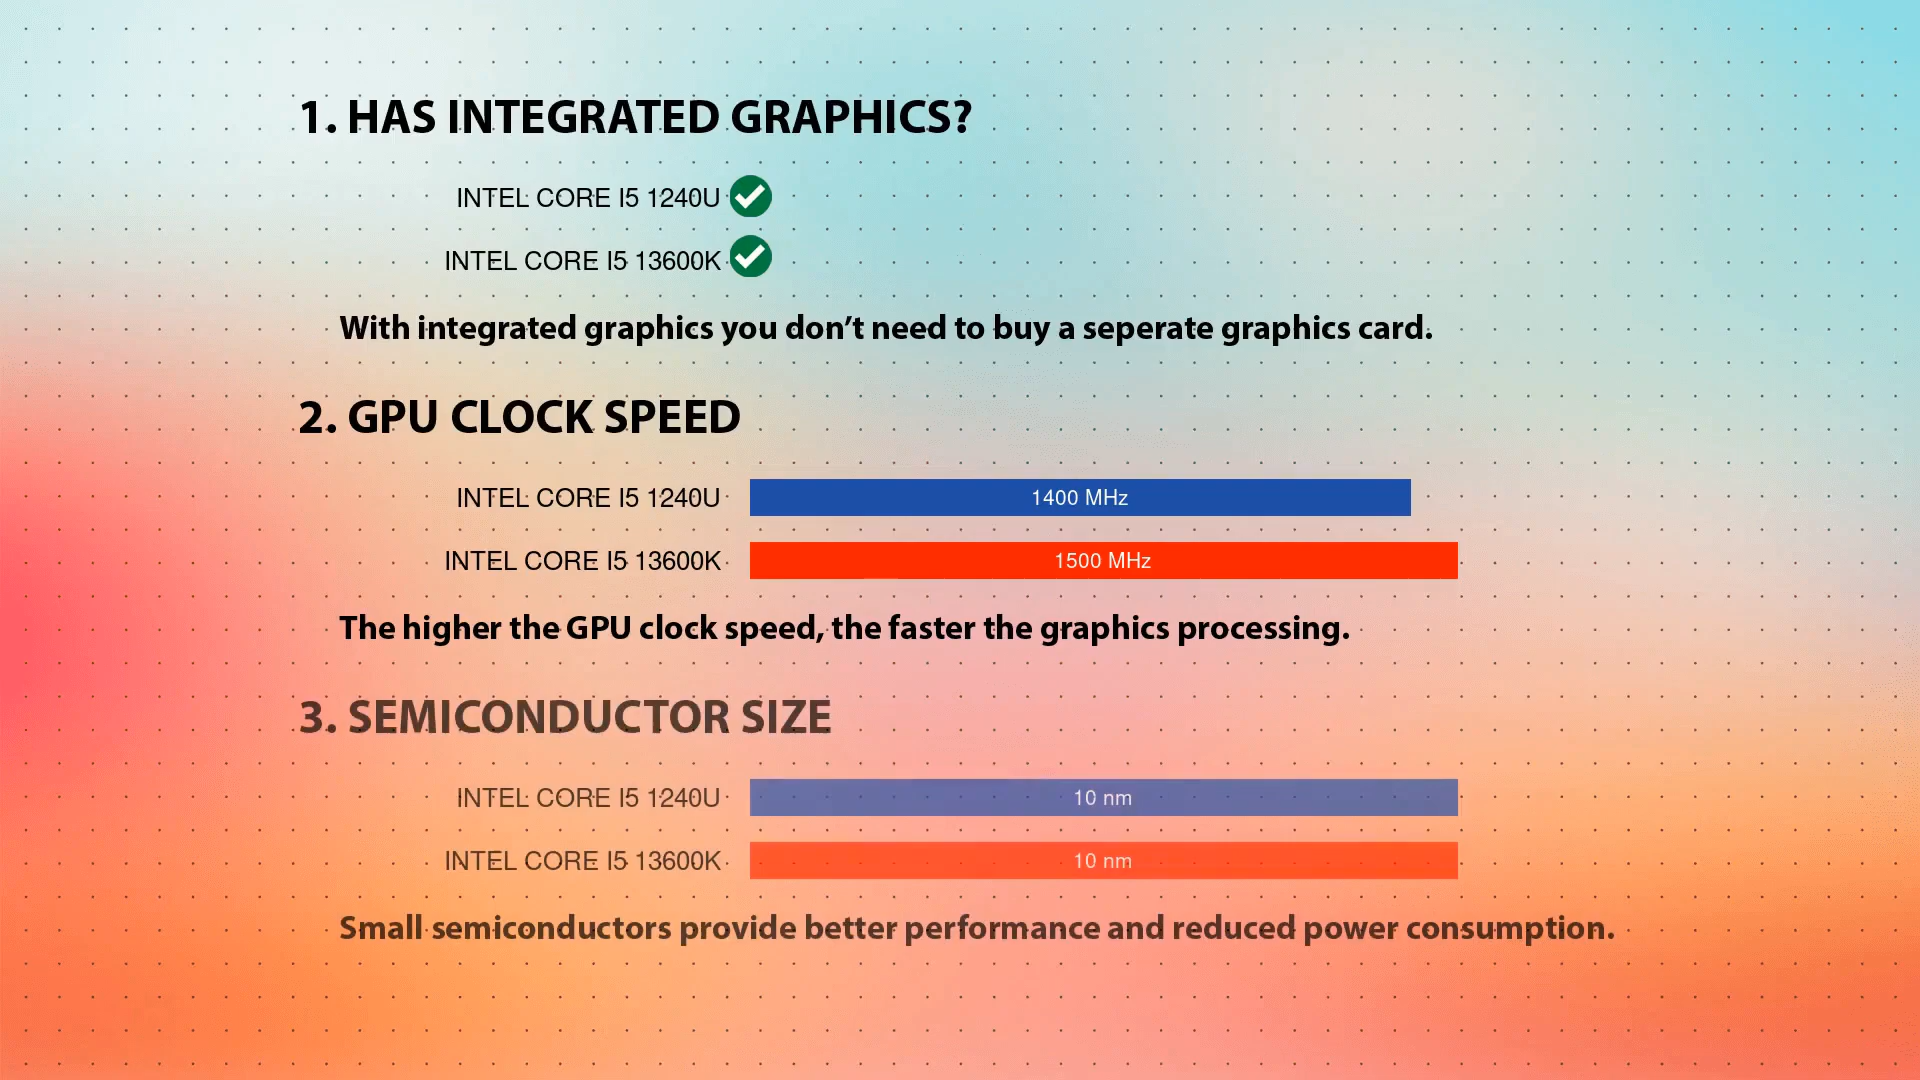 1. HAS INTEGRATED GRAPHICS?
INTEL CORE I5 1240U
INTEL CORE I5 13600K
With integrated graphics you don’t need to buy a seperate graphics card.
2. GPU CLOCK SPEED
INTEL CORE I5 1240U 1400 MHz
INTEL CORE I5 13600K 1500 MHz
The higher the GPU clock speed, the faster the graphics processing.
3. SEMICONDUCTOR SIZE
INTEL CORE I5 1240U 10 nm
INTEL CORE I5 13600K 10 nm
Small semiconductors provide better performance and reduced power consumption.